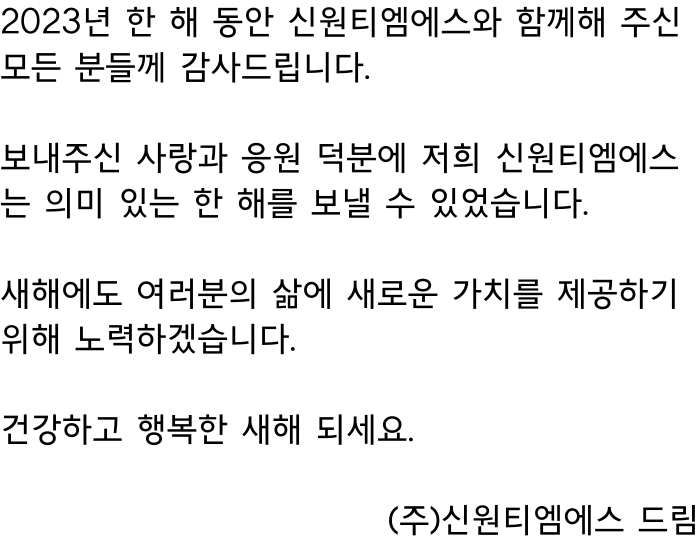 2023년 한 해 동안 신원티엠에스와 함께해 주신
모든 분들께 감사드립니다.
보내주신 사랑과 응원 덕분에 저희 신원티엠에스
는 의미 있는 한 해를 보낼 수 있었습니다.
새해에도 여러분의 삶에 새로운 가치를 제공하기
위해 노력하겠습니다.
건강하고 행복한 새해 되세요.
(주)신원티엠에스 드림